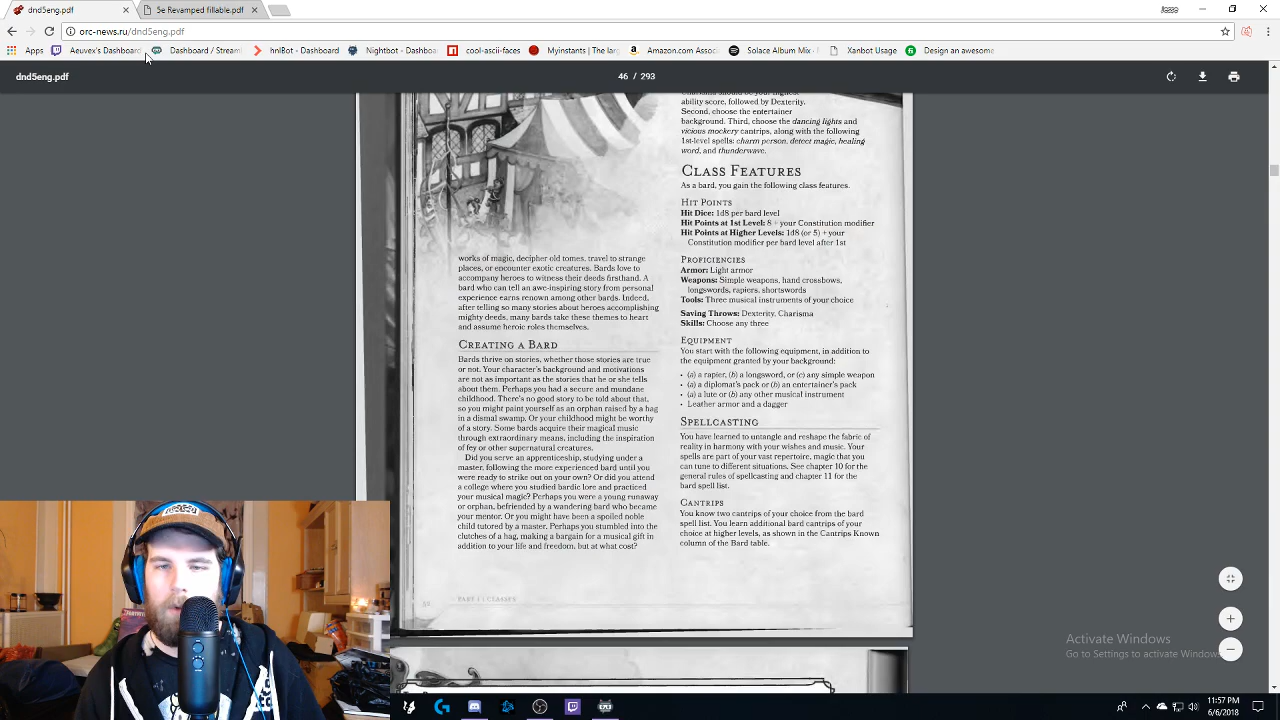 dnd5eng.pdf
5e Revamped fillable.pdf
orc-news.ru/dnd5eng.pdf
Apps
Aeuvex's Dashboard
Dashboard / Stream
hniBot - Dashboard
Nightbot - Dashboa
cool-ascii-faces
Myinstants | The larg
Amazon.com Assoc
Solace Album Mix -
Xanbot Usage
Design an awesome
dnd5eng.pdf
46 / 293
works of magic, decipher old tomes, travel to strange
places, or encounter exotic creatures. Bards love to
accompany heroes to witness their deeds firsthand. A
bard who can tell an awe-inspiring story from personal
experience earns renown among other bards. Indeed,
after telling so many stories about heroes accomplishing
mighty deeds, many bards take these themes to heart
and assume heroic roles themselves.
CREATING A BARD
Bards thrive on stories, whether those stories are true
or not. Your character's background and motivations
are not as important as the stories that he or she tells
about them. Perhaps you had a secure and mundane
childhood. There's no good story to be told about that,
so you might paint yourself as an orphan raised by a hag
in a dismal swamp. Or your childhood might be worthy
of a story. Some bards acquire their magical music
through extraordinary means, including the inspiration
of fey or other supernatural creatures.
Did you serve an apprenticeship, studying under a
master, following the more experienced bard until you
were ready to strike out on your own? Or did you attend
a college where you studied bardic lore and practiced
your musical magic? Perhaps you were a young runaway
or orphan, befriended by a wandering bard who became
your mentor. Or you might have been a spoiled noble
child tutored by a master. Perhaps you stumbled into the
clutches of a hag, making a bargain for a musical gift in
addition to your life and freedom, but at what cost?
PART 1 | CLASSES
ability score, followed by Dexterity.
Second, choose the entertainer
background. Third, choose the dancing lights and
vicious mockery cantrips, along with the following
1st-level spells: charm person, detect magic, healing
word, and thunderwave.
CLASS FEATURES
As a bard, you gain the following class features.
HIT POINTS
Hit Dice: 1d8 per bard level
Hit Points at 1st Level: 8 + your Constitution modifier
Hit Points at Higher Levels: 1d8 (or 5) + your
Constitution modifier per bard level after 1st
PROFICIENCIES
Armor: Light armor
Weapons: Simple weapons, hand crossbows,
longswords, rapiers, shortswords
Tools: Three musical instruments of your choice
Saving Throws: Dexterity, Charisma
Skills: Choose any three
EQUIPMENT
You start with the following equipment, in addition to
the equipment granted by your background:
• (a) a rapier, (b) a longsword, or (c) any simple weapon
• (a) a diplomat's pack or (b) an entertainer's pack
• (a) a lute or (b) any other musical instrument
• Leather armor and a dagger
SPELLCASTING
You have learned to untangle and reshape the fabric of
reality in harmony with your wishes and music. Your
spells are part of your vast repertoire, magic that you
can tune to different situations. See chapter 10 for the
general rules of spellcasting and chapter 11 for the
bard spell list.
CANTRIPS
You know two cantrips of your choice from the bard
spell list. You learn additional bard cantrips of your
choice at higher levels, as shown in the Cantrips Known
column of the Bard table.
Activate Windows
Go to Settings to activate Windows
11:57 PM
6/6/2018